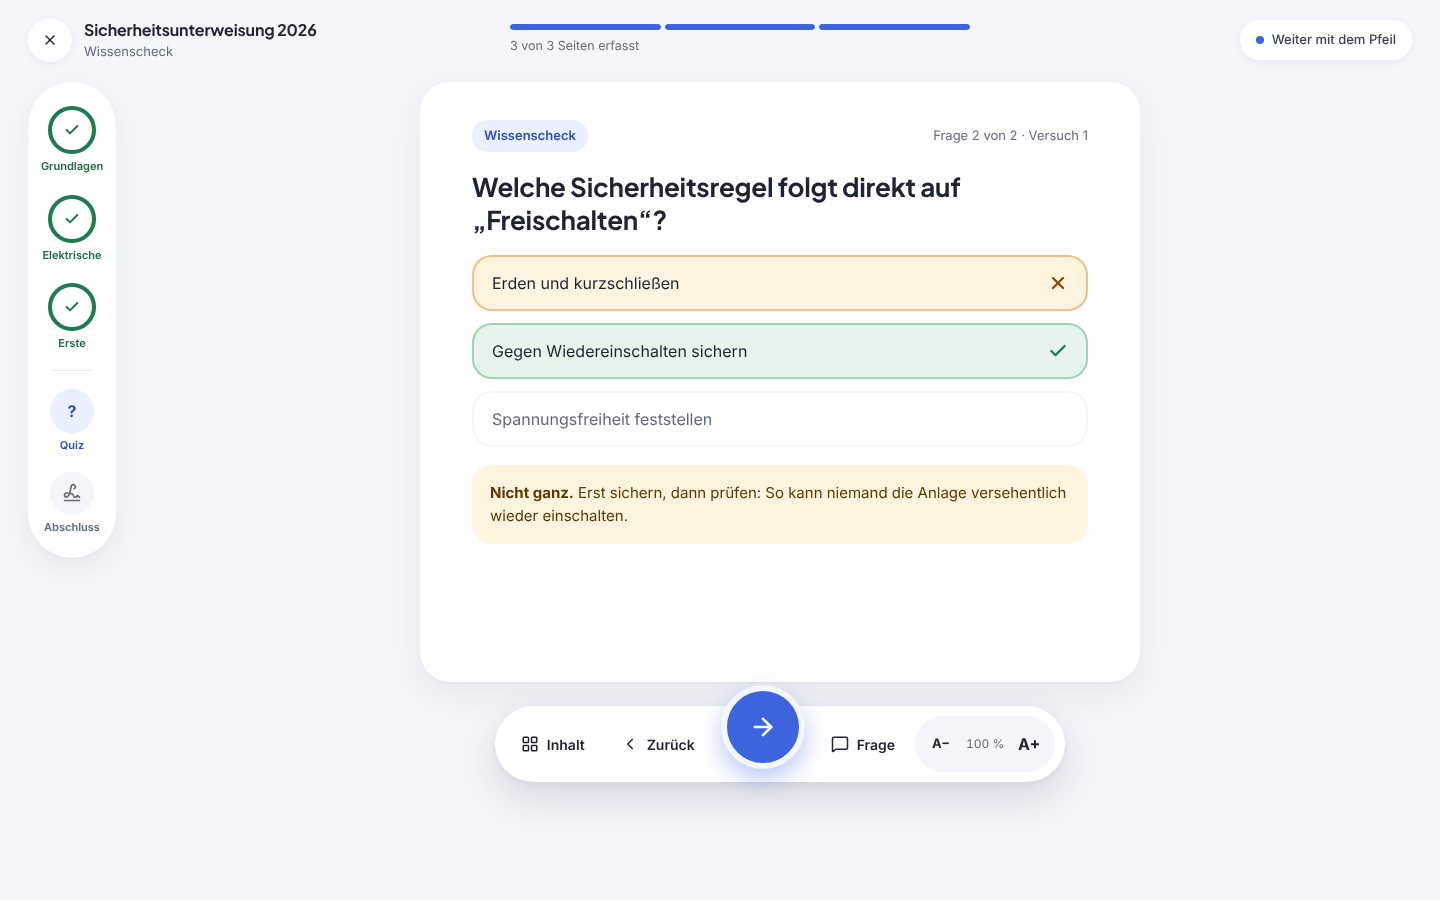 Sicherheitsunterweisung 2026
Wissenscheck
3 von 3 Seiten erfasst
Weiter mit dem Pfeil
Grundlagen
Elektrische
Erste
?
Quiz
Abschluss
Wissenscheck
Frage 2 von 2 · Versuch 1
Welche Sicherheitsregel folgt direkt auf
„Freischalten“?
Erden und kurzschließen
Gegen Wiedereinschalten sichern
Spannungsfreiheit feststellen
Nicht ganz. Erst sichern, dann prüfen: So kann niemand die Anlage versehentlich
wieder einschalten.
Inhalt
Zurück
Frage
A−
100 %
A+